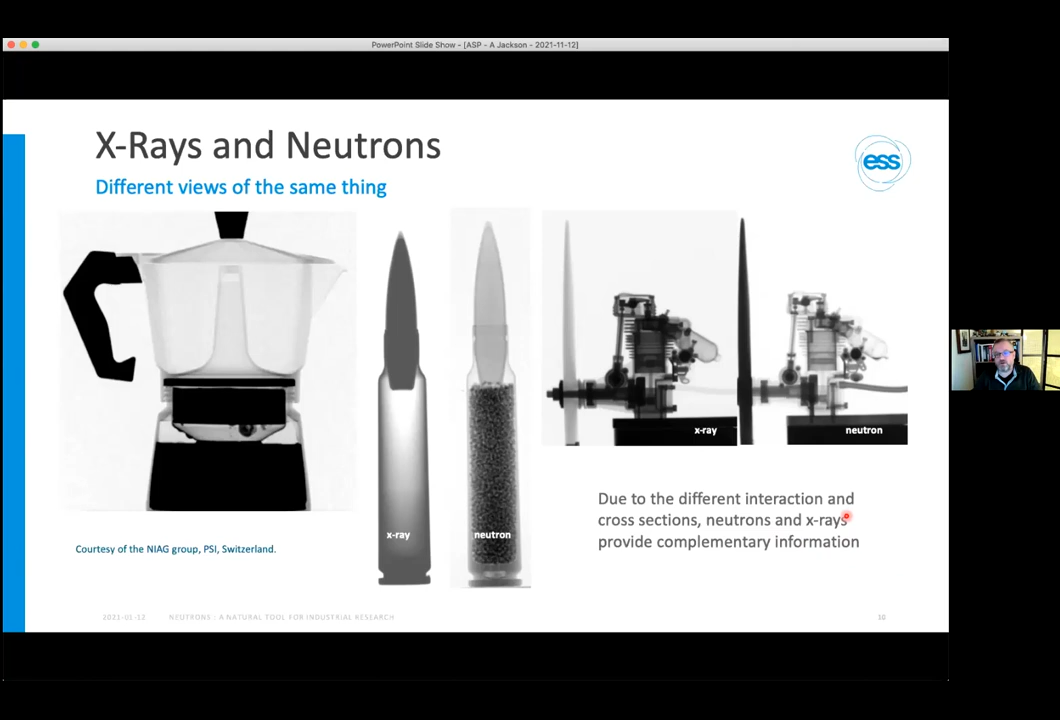 PowerPoint Slide Show - [ASP - A Jackson - 2021-11-12]
X-Rays and Neutrons
Different views of the same thing
ess
x-ray
neutron
x-ray
neutron
Due to the different interaction and
cross sections, neutrons and x-rays
provide complementary information
Courtesy of the NIAG group, PSI, Switzerland.
2021-01-12 NEUTRONS : A NATURAL TOOL FOR INDUSTRIAL RESEARCH 10